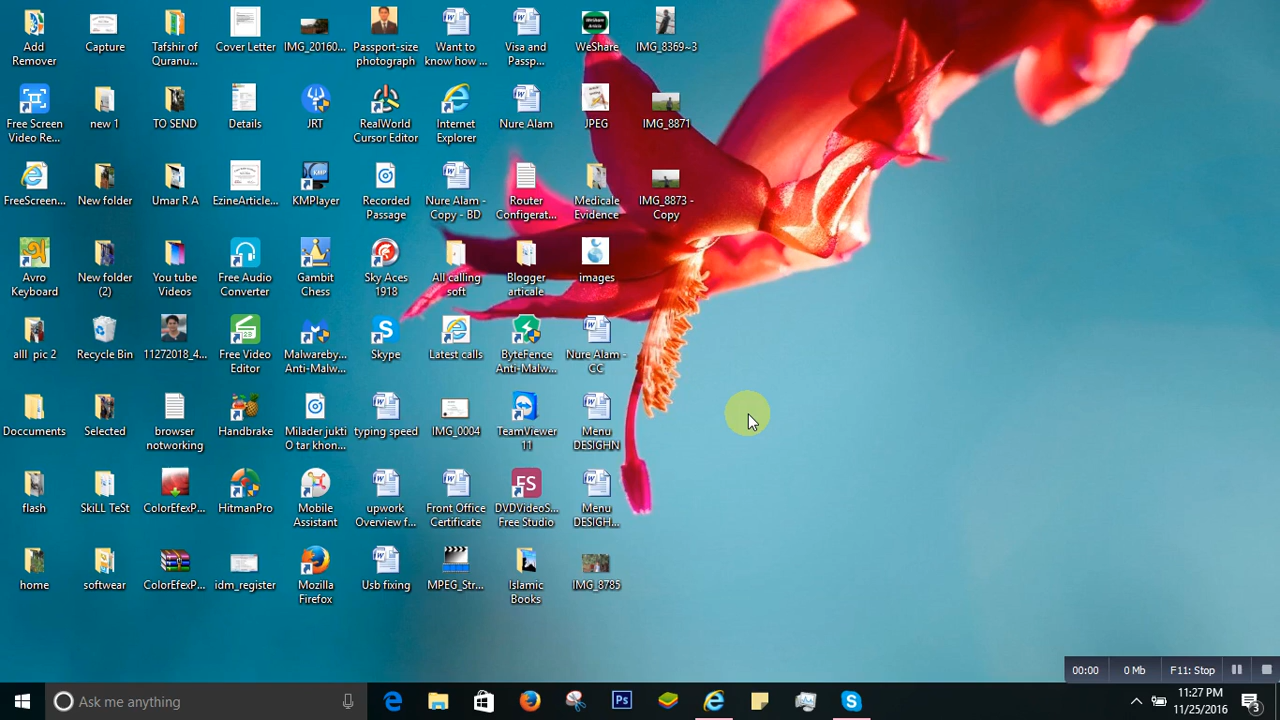 Add
Remover
Capture
Tafshir of
Quranu...
Cover Letter
IMG_20160...
Passport-size
photograph
Want to
know how ...
Visa and
Passp...
WeShare
IMG_8369~3
Free Screen
Video Re...
new 1
TO SEND
Details
JRT
RealWorld
Cursor Editor
Internet
Explorer
Nure Alam
JPEG
IMG_8871
FreeScreen...
New folder
Umar R A
EzineArticle...
KMPlayer
Recorded
Passage
Nure Alam -
Copy - BD
Router
Configerat...
Medicale
Evidence
IMG_8873 -
Copy
Avro
Keyboard
New folder
(2)
You tube
Videos
Free Audio
Converter
Gambit
Chess
Sky Aces
1918
All calling
soft
Blogger
articale
images
alll pic 2
Recycle Bin
11272018_4...
Free Video
Editor
Malwareby...
Anti-Malw...
Skype
Latest calls
ByteFence
Anti-Malw...
Nure Alam -
CC
Doccuments
Selected
browser
notworking
Handbrake
Milader jukti
O tar khon...
typing speed
IMG_0004
TeamViewer
11
Menu
DESIGHN
flash
SkiLL TeSt
ColorEfexP...
HitmanPro
Mobile
Assistant
upwork
Overview f...
Front Office
Certificate
FS
DVDVideoS...
Free Studio
Menu
DESIGH...
home
softwear
ColorEfexP...
idm_register
Mozilla
Firefox
Usb fixing
MPEG_Str...
Islamic
Books
IMG_8785
00:00
0 Mb
F11: Stop
Ask me anything
Ps
11:27 PM
11/25/2016
3